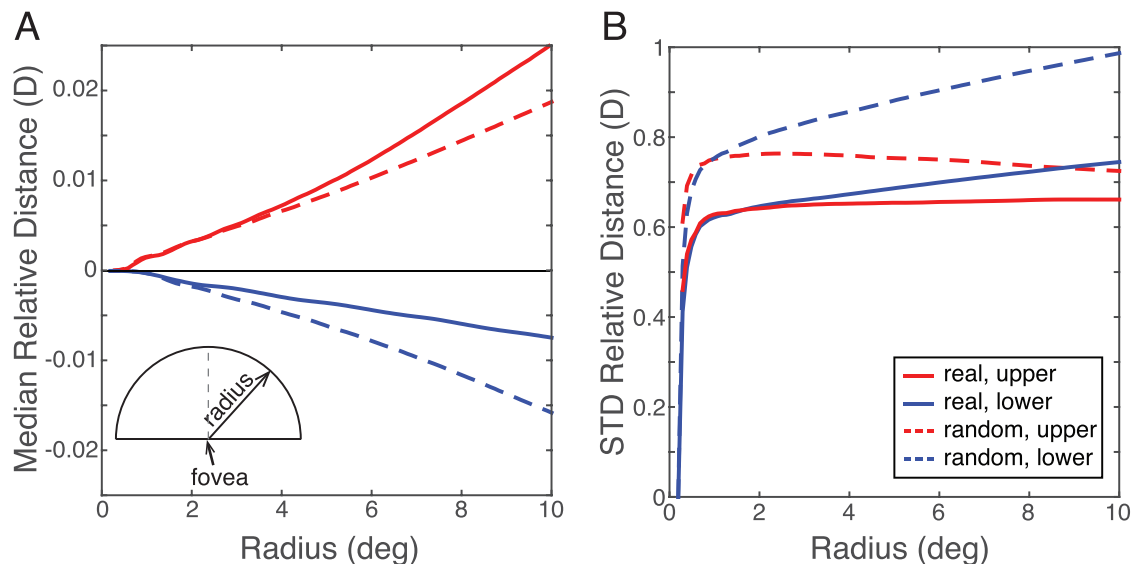 A
Median Relative Distance (D)
0.02
0.01
0
-0.01
-0.02
radius
fovea
0
2
4
6
8
10
Radius (deg)
B
STD Relative Distance (D)
1
0.8
0.6
0.4
0.2
0
real, upper
real, lower
random, upper
random, lower
0
2
4
6
8
10
Radius (deg)